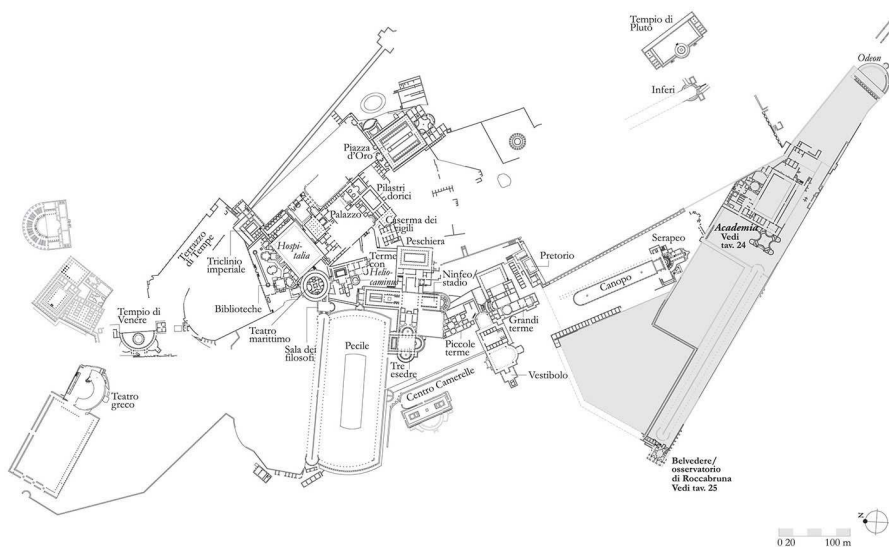 Tempio di
Pluto
Odeon
Inferi
Piazza
d'Oro
Pilastri
dorici
Palazzo
Caserma dei
vigili
Terrazzo
di Tempe
Hospi-
talia
Peschiera
Triclinio
imperiale
Terme
con
Helio-
caminus
Ninfeo/
stadio
Pretorio
Serapeo
Academia
Vedi
tav. 24
Canopo
Biblioteche
Tempio di
Venere
Teatro
marittimo
Grandi
terme
Sala dei
filosofi
Pecile
Piccole
terme
Tre
esedre
Vestibolo
Centro Camerelle
Teatro
greco
Belvedere/
osservatorio
di Roccabruna
Vedi tav. 25
N
0 20 100 m